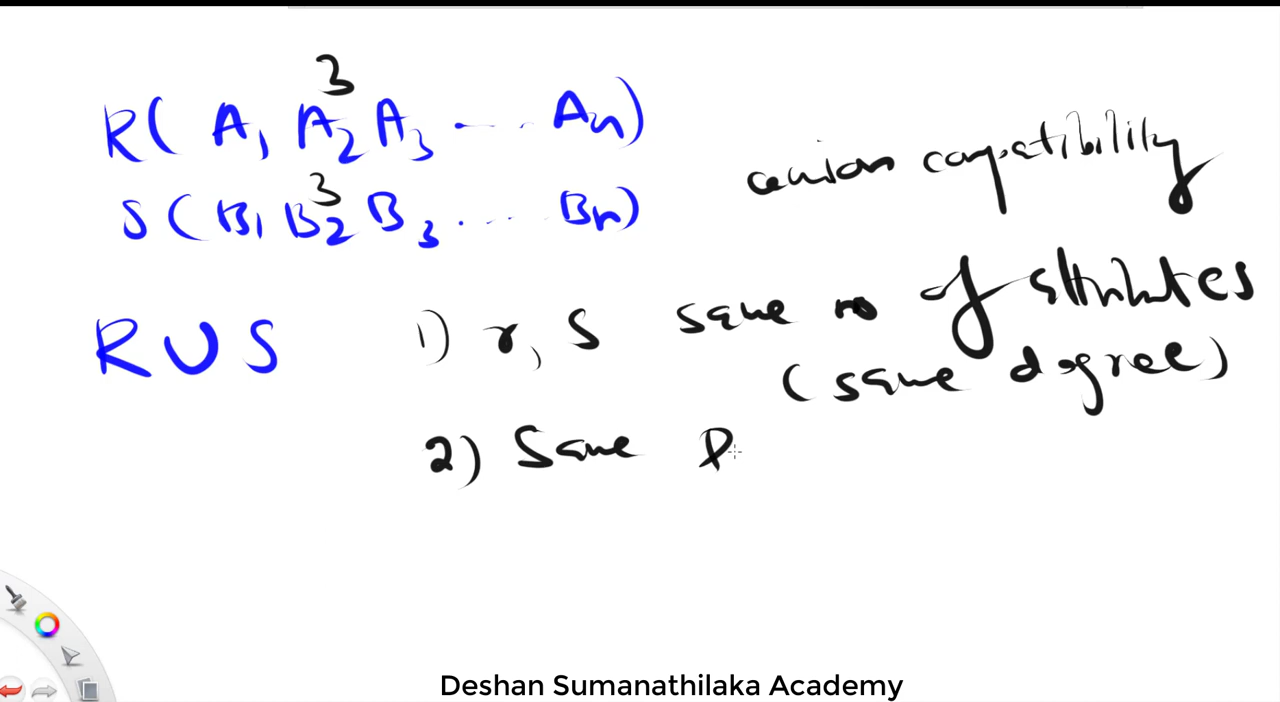 3
R( A1 A2 A3 ---- An)
3
S( B1 B2 B3 .... Bn)
union compatibility
R U S
1) r, S same no of attributes
(same degree)
2) Same
Deshan Sumanathilaka Academy